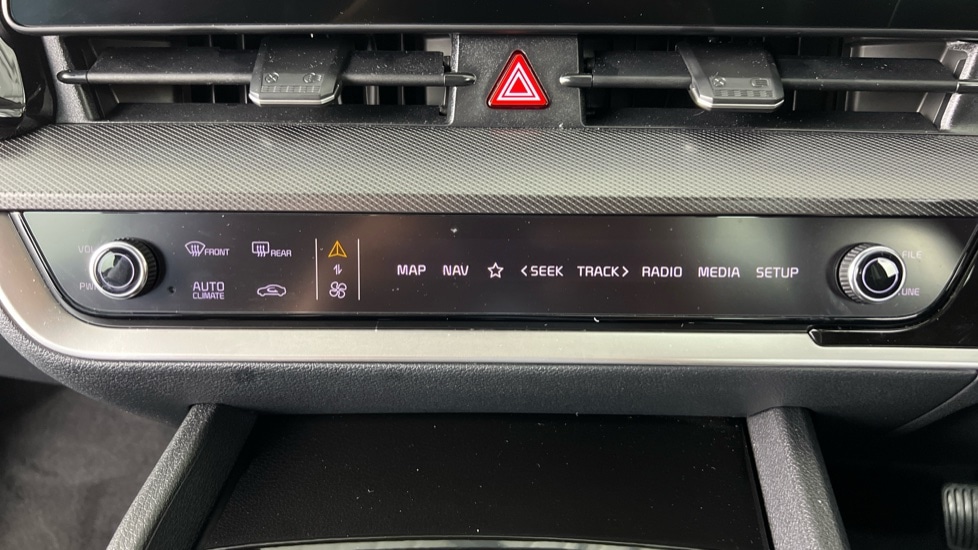 VOL
FILE
FRONT
REAR
PWR
AUTO
CLIMATE
MAP NAV < SEEK TRACK > RADIO MEDIA SETUP
TUNE